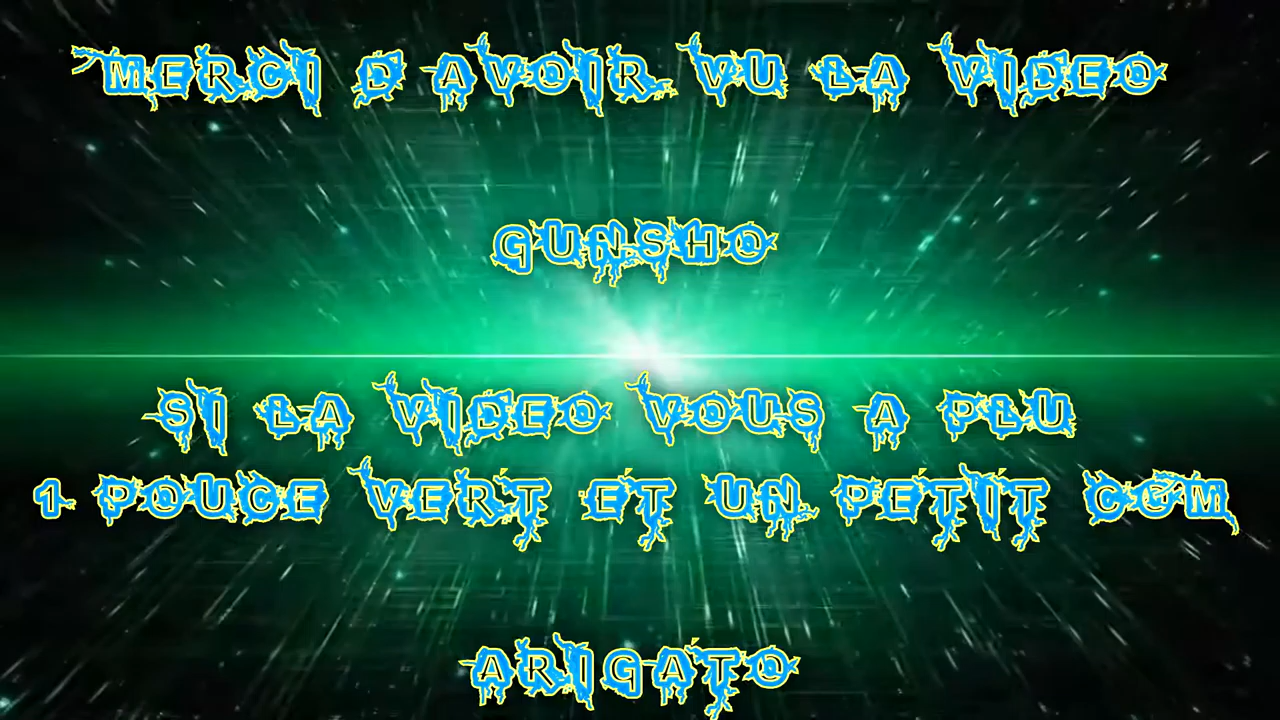 MERCI D AVOIR VU LA VIDEO
GUNSHO
SI LA VIDEO VOUS A PLU
1 POUCE VERT ET UN PETIT COM
ARIGATO